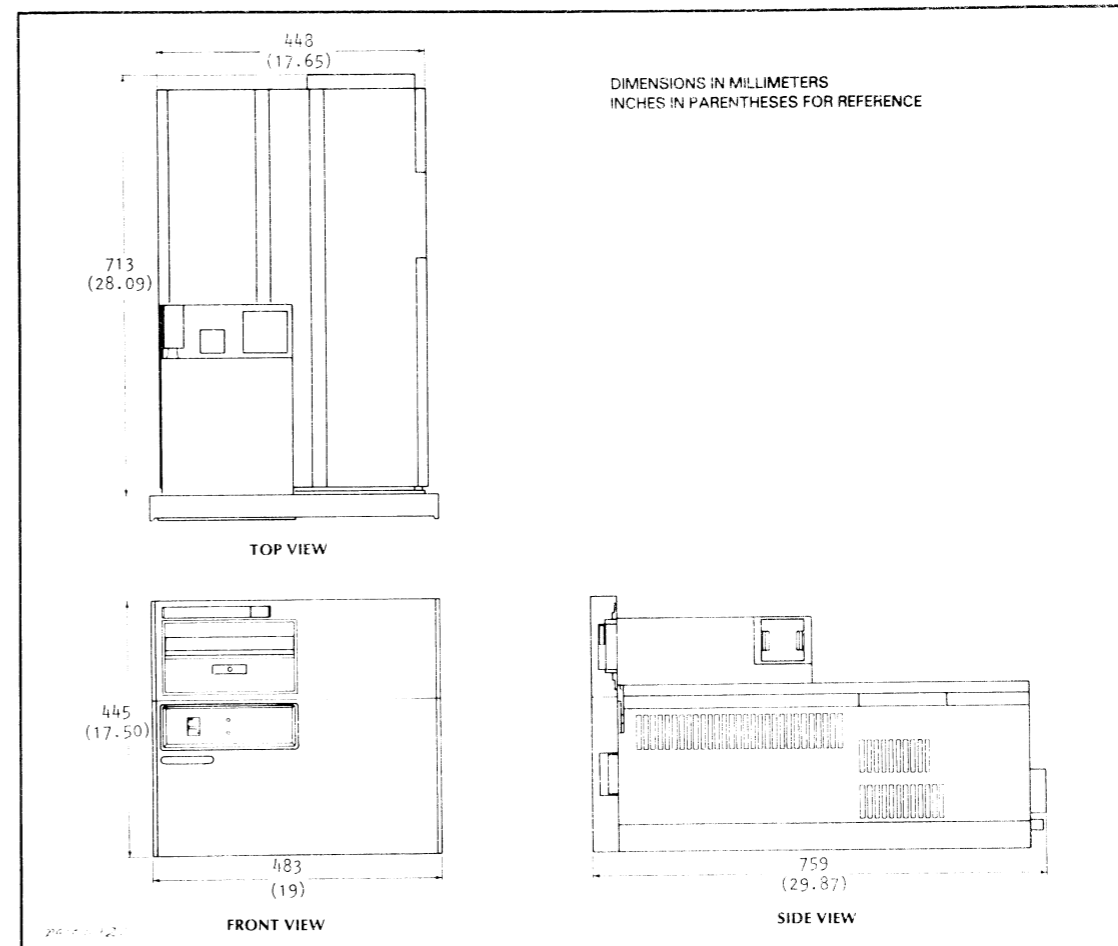 448
(17.65)
DIMENSIONS IN MILLIMETERS
INCHES IN PARENTHESES FOR REFERENCE
713
(28.09)
TOP VIEW
445
(17.50)
483
(19)
FRONT VIEW
759
(29.87)
SIDE VIEW